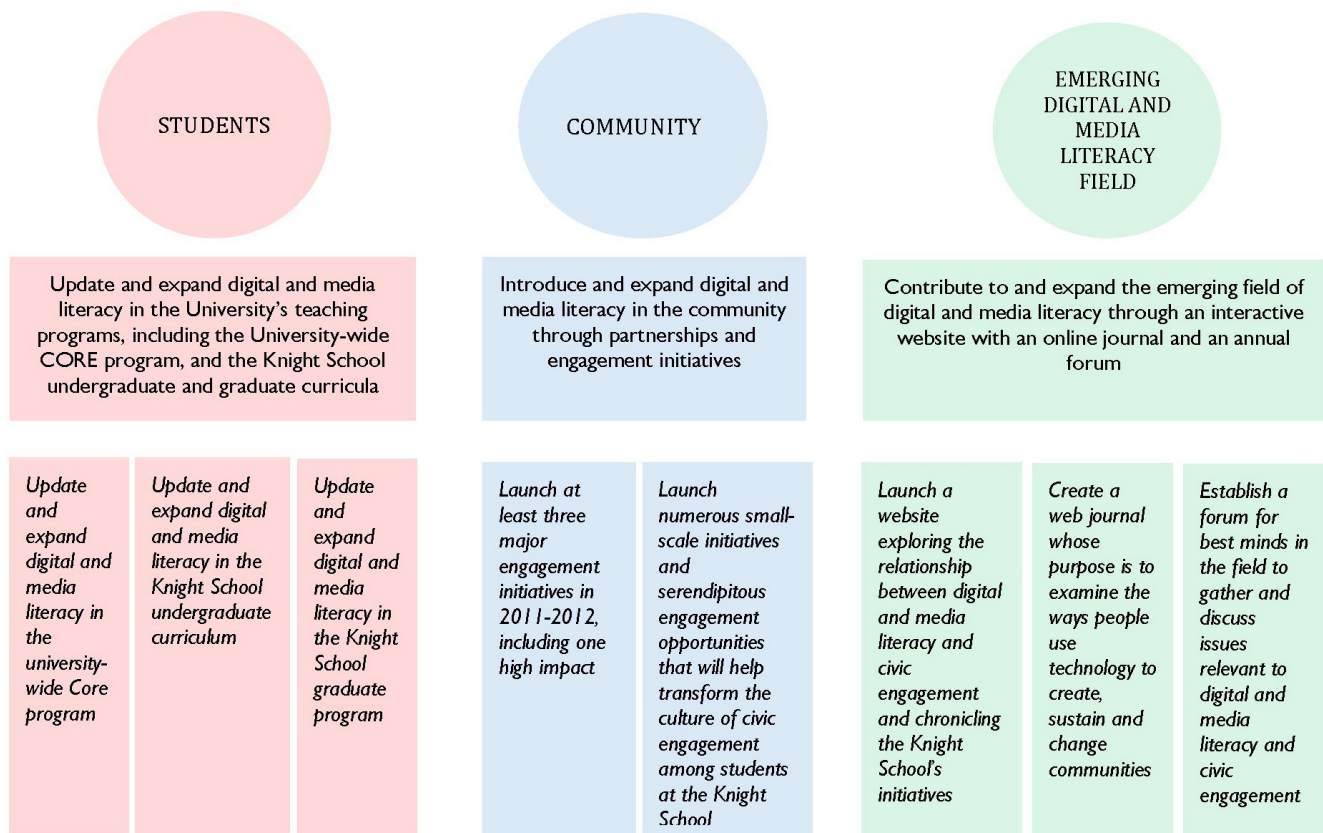 STUDENTS
Update and expand digital and media
literacy in the University's teaching
programs, including the University-wide
CORE program, and the Knight School
undergraduate and graduate curricula
Update
and
expand
digital and
media
literacy in
the
university-
wide Core
program
Update and
expand digital
and media
literacy in the
Knight School
undergraduate
curriculum
Update
and
expand
digital and
media
literacy in
the Knight
School
graduate
program
COMMUNITY
Introduce and expand digital and
media literacy in the community
through partnerships and
engagement initiatives
Launch at
least three
major
engagement
initiatives in
2011-2012,
including one
high impact
Launch
numerous small-
scale initiatives
and
serendipitous
engagement
opportunities
that will help
transform the
culture of civic
engagement
among students
at the Knight
School
EMERGING
DIGITAL AND
MEDIA
LITERACY
FIELD
Contribute to and expand the emerging field of
digital and media literacy through an interactive
website with an online journal and an annual
forum
Launch a
website
exploring the
relationship
between digital
and media
literacy and
civic
engagement
and chronicling
the Knight
School's
initiatives
Create a
web journal
whose
purpose is to
examine the
ways people
use
technology to
create,
sustain and
change
communities
Establish a
forum for
best minds in
the field to
gather and
discuss
issues
relevant to
digital and
media
literacy and
civic
engagement